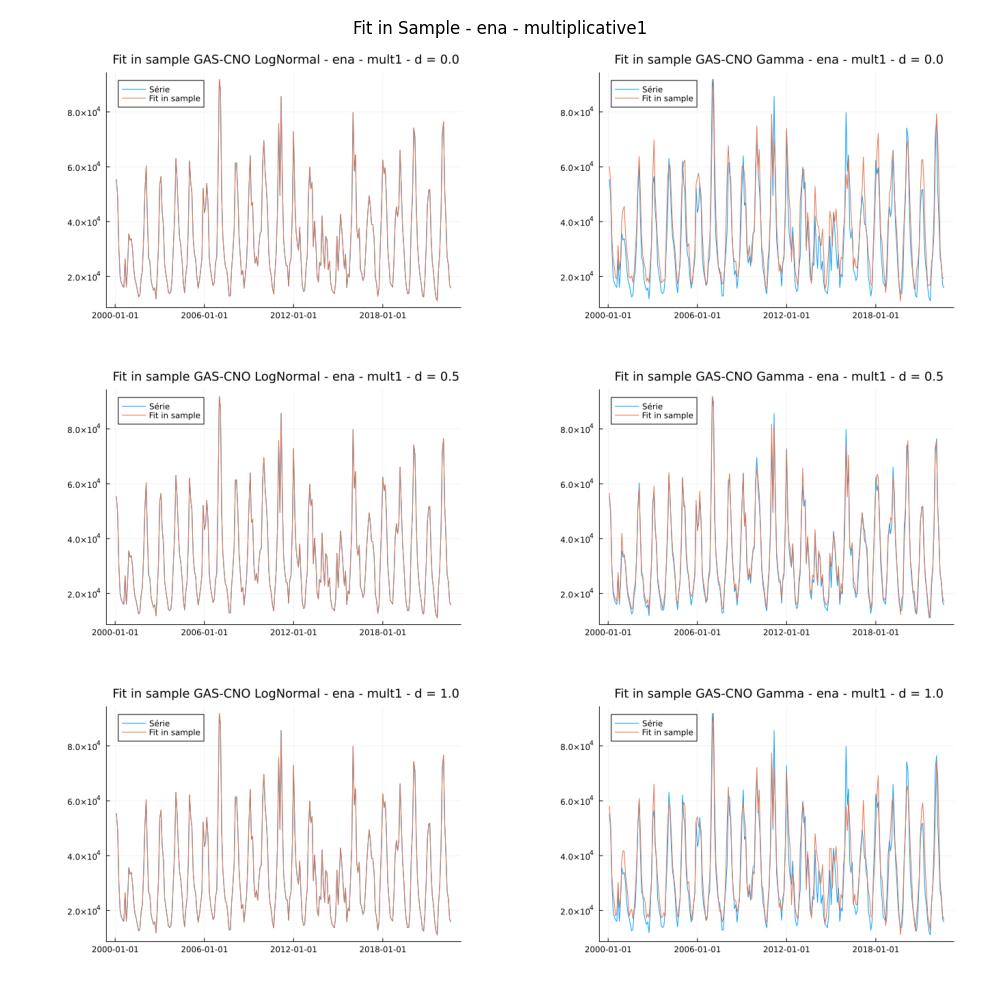 Fit in Sample - ena - multiplicative1
Fit in sample GAS-CNO LogNormal - ena - mult1 - d = 0.0
Série
Fit in sample
8.0×10⁴
6.0×10⁴
4.0×10⁴
2.0×10⁴
2000-01-01 2006-01-01 2012-01-01 2018-01-01
Fit in sample GAS-CNO Gamma - ena - mult1 - d = 0.0
Série
Fit in sample
8.0×10⁴
6.0×10⁴
4.0×10⁴
2.0×10⁴
2000-01-01 2006-01-01 2012-01-01 2018-01-01
Fit in sample GAS-CNO LogNormal - ena - mult1 - d = 0.5
Série
Fit in sample
8.0×10⁴
6.0×10⁴
4.0×10⁴
2.0×10⁴
2000-01-01 2006-01-01 2012-01-01 2018-01-01
Fit in sample GAS-CNO Gamma - ena - mult1 - d = 0.5
Série
Fit in sample
8.0×10⁴
6.0×10⁴
4.0×10⁴
2.0×10⁴
2000-01-01 2006-01-01 2012-01-01 2018-01-01
Fit in sample GAS-CNO LogNormal - ena - mult1 - d = 1.0
Série
Fit in sample
8.0×10⁴
6.0×10⁴
4.0×10⁴
2.0×10⁴
2000-01-01 2006-01-01 2012-01-01 2018-01-01
Fit in sample GAS-CNO Gamma - ena - mult1 - d = 1.0
Série
Fit in sample
8.0×10⁴
6.0×10⁴
4.0×10⁴
2.0×10⁴
2000-01-01 2006-01-01 2012-01-01 2018-01-01